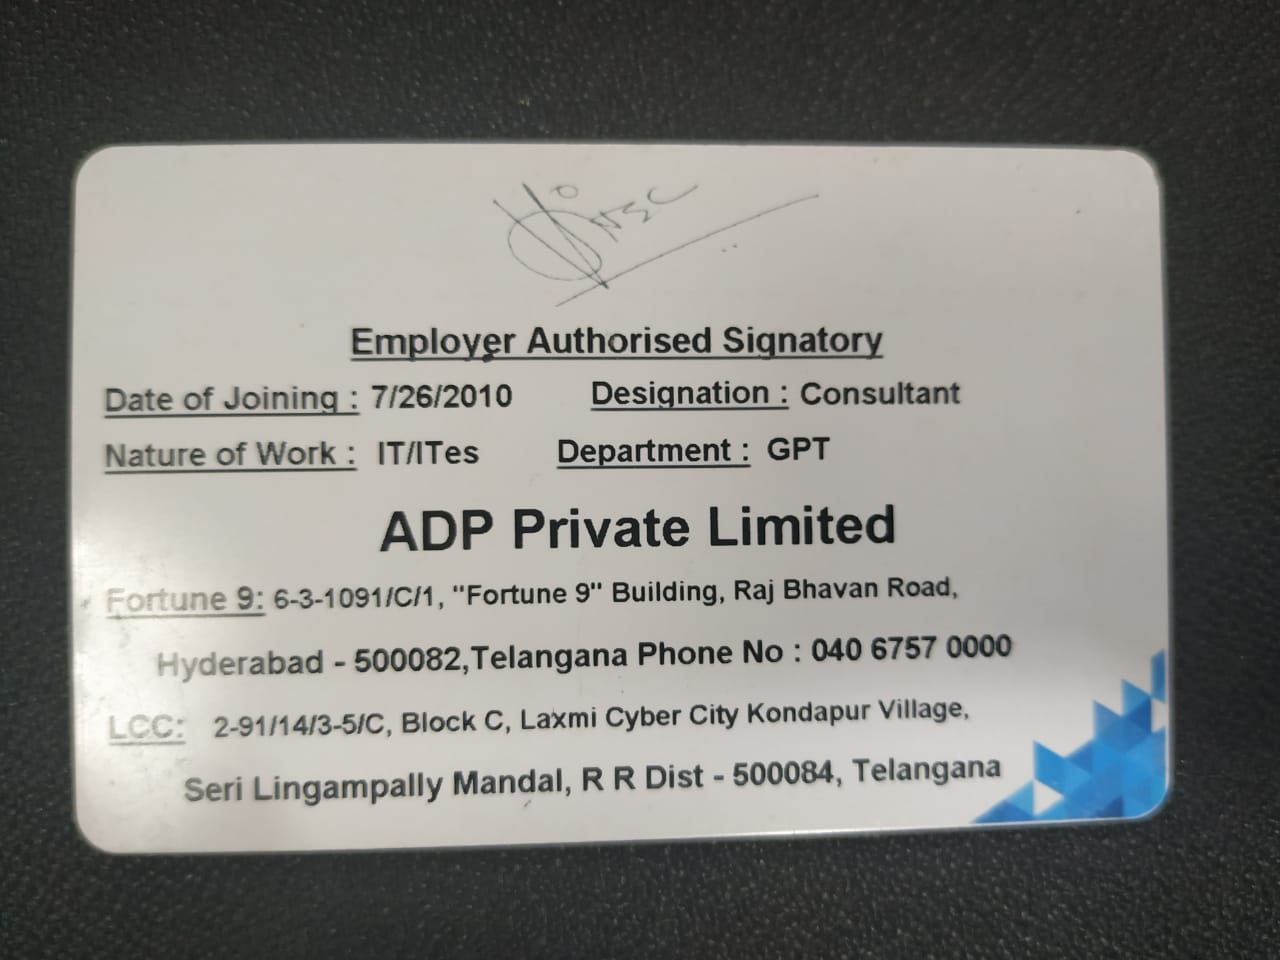 Employer Authorised Signatory
Date of Joining : 7/26/2010 Designation : Consultant
Nature of Work : IT/ITes Department : GPT
ADP Private Limited
Fortune 9: 6-3-1091/C/1, "Fortune 9" Building, Raj Bhavan Road,
Hyderabad - 500082,Telangana Phone No : 040 6757 0000
LCC: 2-91/14/3-5/C, Block C, Laxmi Cyber City Kondapur Village,
Seri Lingampally Mandal, R R Dist - 500084, Telangana